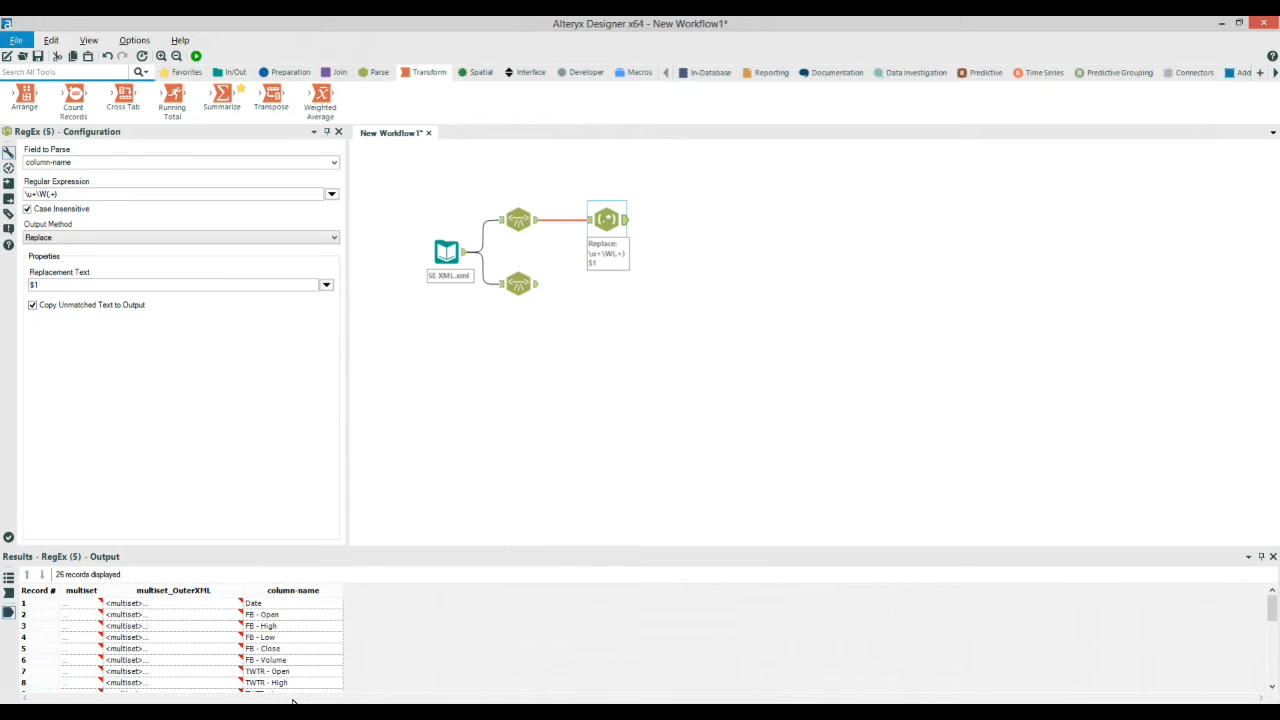 Alteryx Designer x64 - New Workflow1*
File Edit View Options Help
Search All Tools Favorites In/Out Preparation Join Parse Transform Spatial Interface Developer Macros In-Database Reporting Documentation Data Investigation Predictive Time Series Predictive Grouping Connectors Add
Arrange Count Records Cross Tab Running Total Summarize Transpose Weighted Average
RegEx (5) - Configuration
New Workflow1*
Field to Parse
column-name
Regular Expression
\u+\W(.+)
Case Insensitive
Output Method
Replace
Properties
Replacement Text
$1
Copy Unmatched Text to Output
SE XML.xml
(.*)
Replace:
\u+\W(.+)
$1
Results - RegEx (5) - Output
26 records displayed
Record # multiset multiset_OuterXML column-name
1 ... <multiset>... Date
2 ... <multiset>... FB - Open
3 ... <multiset>... FB - High
4 ... <multiset>... FB - Low
5 ... <multiset>... FB - Close
6 ... <multiset>... FB - Volume
7 ... <multiset>... TWTR - Open
8 ... <multiset>... TWTR - High